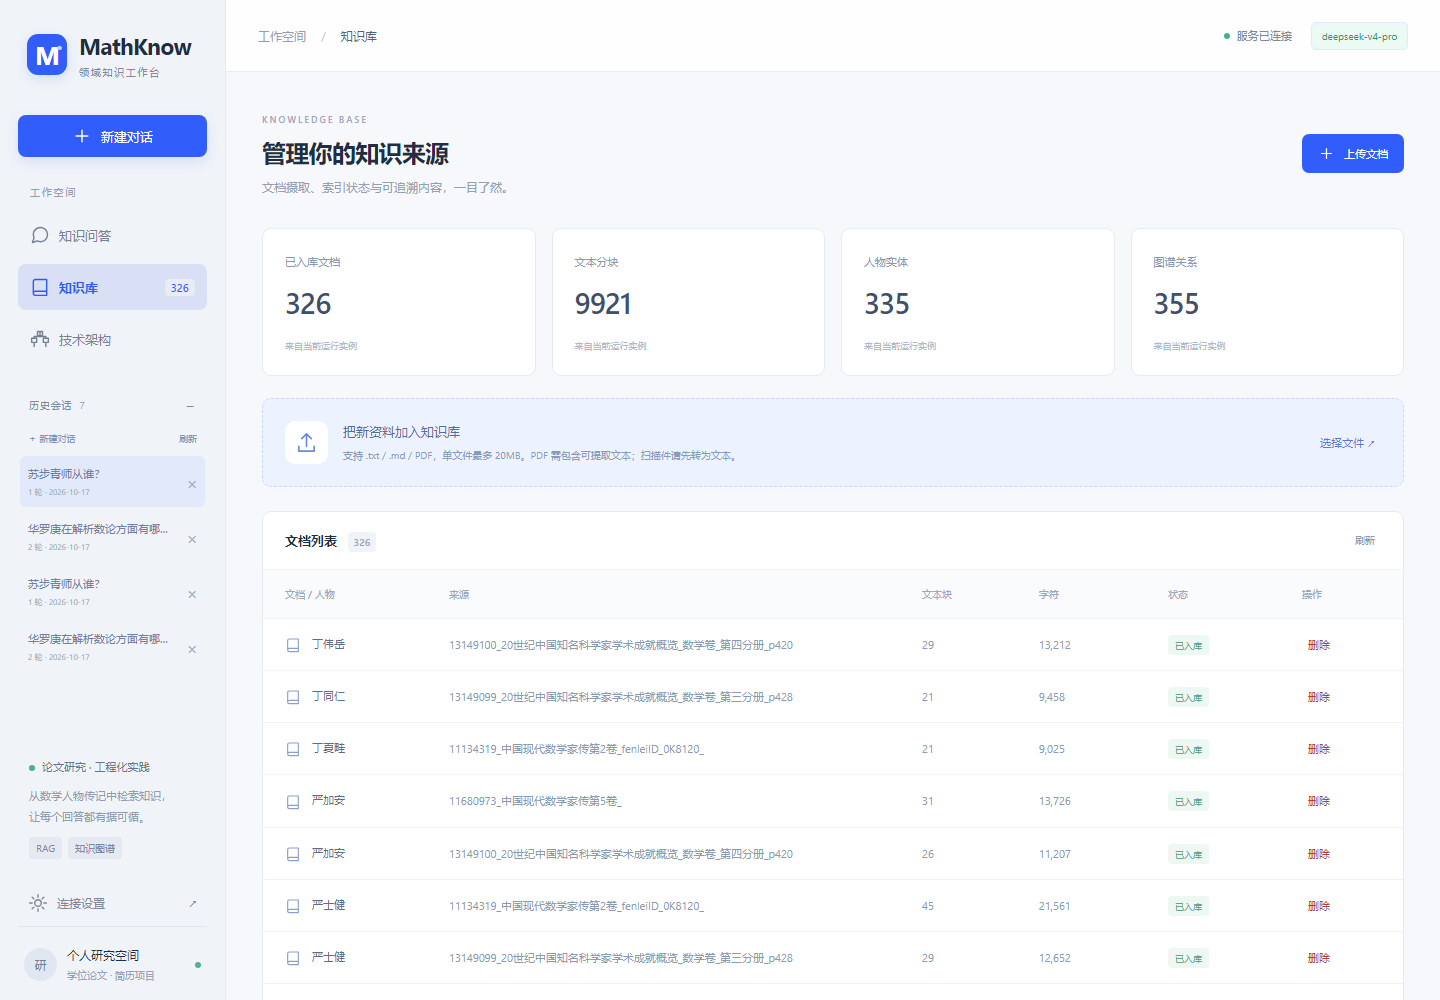 MathKnow
领域知识工作台
新建对话
工作空间
知识问答
知识库 326
技术架构
历史会话 7 −
+ 新建对话 刷新
苏步青师从谁?
1 轮 · 2026-10-17
华罗庚在解析数论方面有哪...
2 轮 · 2026-10-17
苏步青师从谁?
1 轮 · 2026-10-17
华罗庚在解析数论方面有哪...
2 轮 · 2026-10-17
论文研究 · 工程化实践
从数学人物传记中检索知识，
让每个回答都有据可循。
RAG 知识图谱
连接设置 ↗
研 个人研究空间
学位论文 · 简历项目
工作空间 / 知识库
服务已连接 deepseek-v4-pro
KNOWLEDGE BASE
管理你的知识来源
文档摄取、索引状态与可追溯内容，一目了然。
上传文档
已入库文档
326
来自当前运行实例
文本分块
9921
来自当前运行实例
人物实体
335
来自当前运行实例
图谱关系
355
来自当前运行实例
把新资料加入知识库
支持 .txt / .md / PDF，单文件最多 20MB。PDF 需包含可提取文本；扫描件请先转为文本。
选择文件 ↗
文档列表 326 刷新
文档 / 人物 来源 文本块 字符 状态 操作
丁伟岳 13149100_20世纪中国知名科学家学术成就概览_数学卷_第四分册_p420 29 13,212 已入库 删除
丁同仁 13149099_20世纪中国知名科学家学术成就概览_数学卷_第三分册_p428 21 9,458 已入库 删除
丁夏畦 11134319_中国现代数学家传第2卷_fenleiID_0K8120_ 21 9,025 已入库 删除
严加安 11680973_中国现代数学家传第5卷_ 31 13,726 已入库 删除
严加安 13149100_20世纪中国知名科学家学术成就概览_数学卷_第四分册_p420 26 11,207 已入库 删除
严士健 11134319_中国现代数学家传第2卷_fenleiID_0K8120_ 45 21,561 已入库 删除
严士健 13149099_20世纪中国知名科学家学术成就概览_数学卷_第三分册_p428 29 12,652 已入库 删除